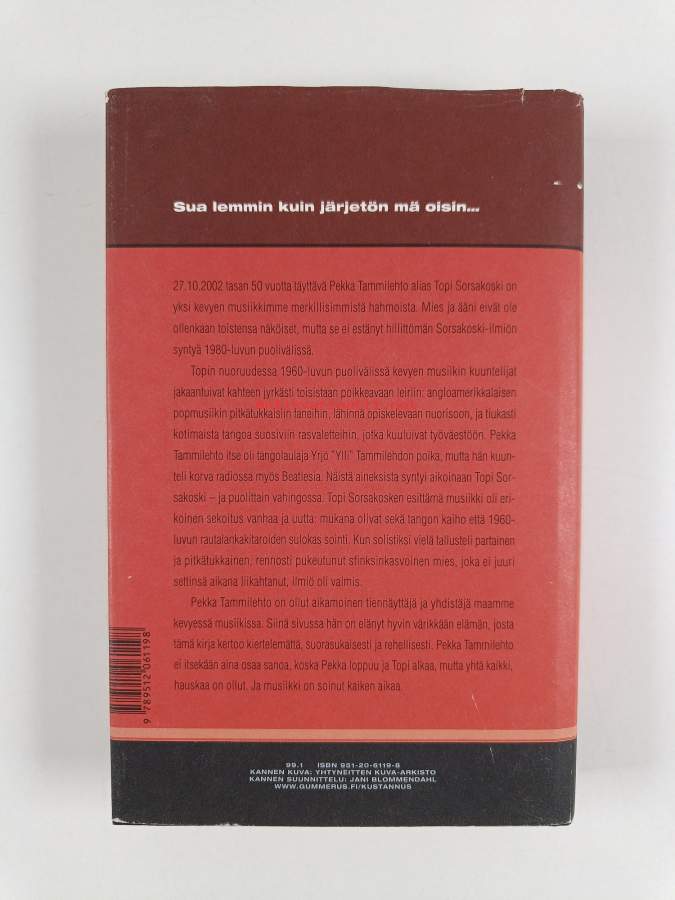 Sua lemmin kuin järjetön mä oisin...
27.10.2002 tasan 50 vuotta täyttävä Pekka Tammilehto alias Topi Sorsakoski on
yksi kevyen musiikkimme merkillisimmistä hahmoista. Mies ja ääni eivät ole
ollenkaan toistensa näköiset, mutta se ei estänyt hillittömän Sorsakoski-ilmiön
syntyä 1980-luvun puolivälissä.
Topin nuoruudessa 1960-luvun puolivälissä kevyen musiikin kuuntelijat
jakaantuivat kahteen jyrkästi toisistaan poikkeavaan leiriin: angloamerikkalaisen
popmusiikin pitkätukkaisiin faneihin, lähinnä opiskelevaan nuorisoon, ja tiukasti
kotimaista tangoa suosiviin rasvaletteihin, jotka kuuluivat työväestöön. Pekka
Tammilehto itse oli tangolaulaja Yrjö "Ylli" Tammilehdon poika, mutta hän kuun-
teli korva radiossa myös Beatlesia. Näistä aineksista syntyi aikoinaan Topi Sor-
sakoski – ja puolittain vahingossa. Topi Sorsakosken esittämä musiikki oli eri-
koinen sekoitus vanhaa ja uutta: mukana olivat sekä tangon kaiho että 1960-
luvun rautalankakitaroiden sulokas sointi. Kun solistiksi vielä tallusteli partainen
ja pitkätukkainen, rennosti pukeutunut sfinksinkasvoinen mies, joka ei juuri
settinsä aikana liikahtanut, ilmiö oli valmis.
Pekka Tammilehto on ollut aikamoinen tiennäyttäjä ja yhdistäjä maamme
kevyessä musiikissa. Siinä sivussa hän on elänyt hyvin värikkään elämän, josta
tämä kirja kertoo kiertelemättä, suorasukaisesti ja rehellisesti. Pekka Tammilehto
ei itsekään aina osaa sanoa, koska Pekka loppuu ja Topi alkaa, mutta yhtä kaikki,
hauskaa on ollut. Ja musiikki on soinut kaiken aikaa.
9 789512 061198
99.1 ISBN 951-20-6119-8
KANNEN KUVA: YHTYNEITTEN KUVA-ARKISTO
KANNEN SUUNNITTELU: JANI BLOMMENDAHL
WWW.GUMMERUS.FI/KUSTANNUS